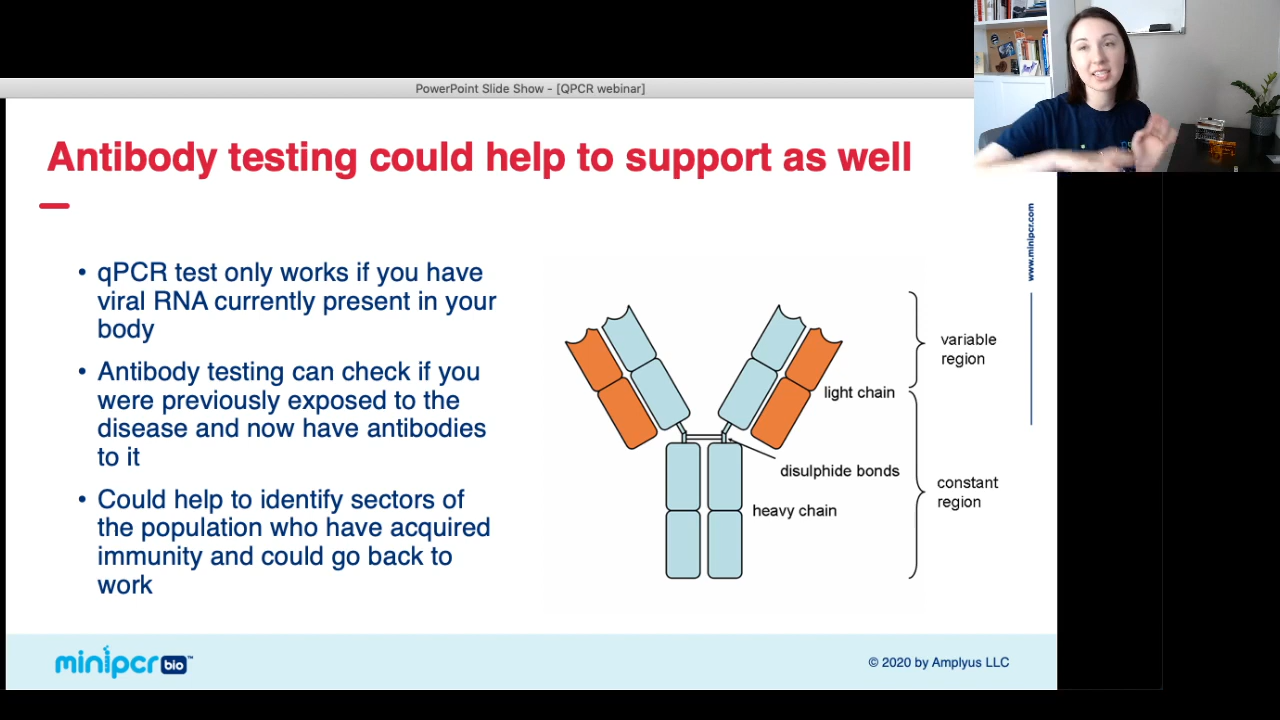 PowerPoint Slide Show - [QPCR webinar]
Antibody testing could help to support as well
www.minipcr.com
• qPCR test only works if you have
viral RNA currently present in your
body
• Antibody testing can check if you
were previously exposed to the
disease and now have antibodies
to it
• Could help to identify sectors of
the population who have acquired
immunity and could go back to
work
variable
region
light chain
disulphide bonds
constant
region
heavy chain
minipcr bio™
© 2020 by Amplyus LLC